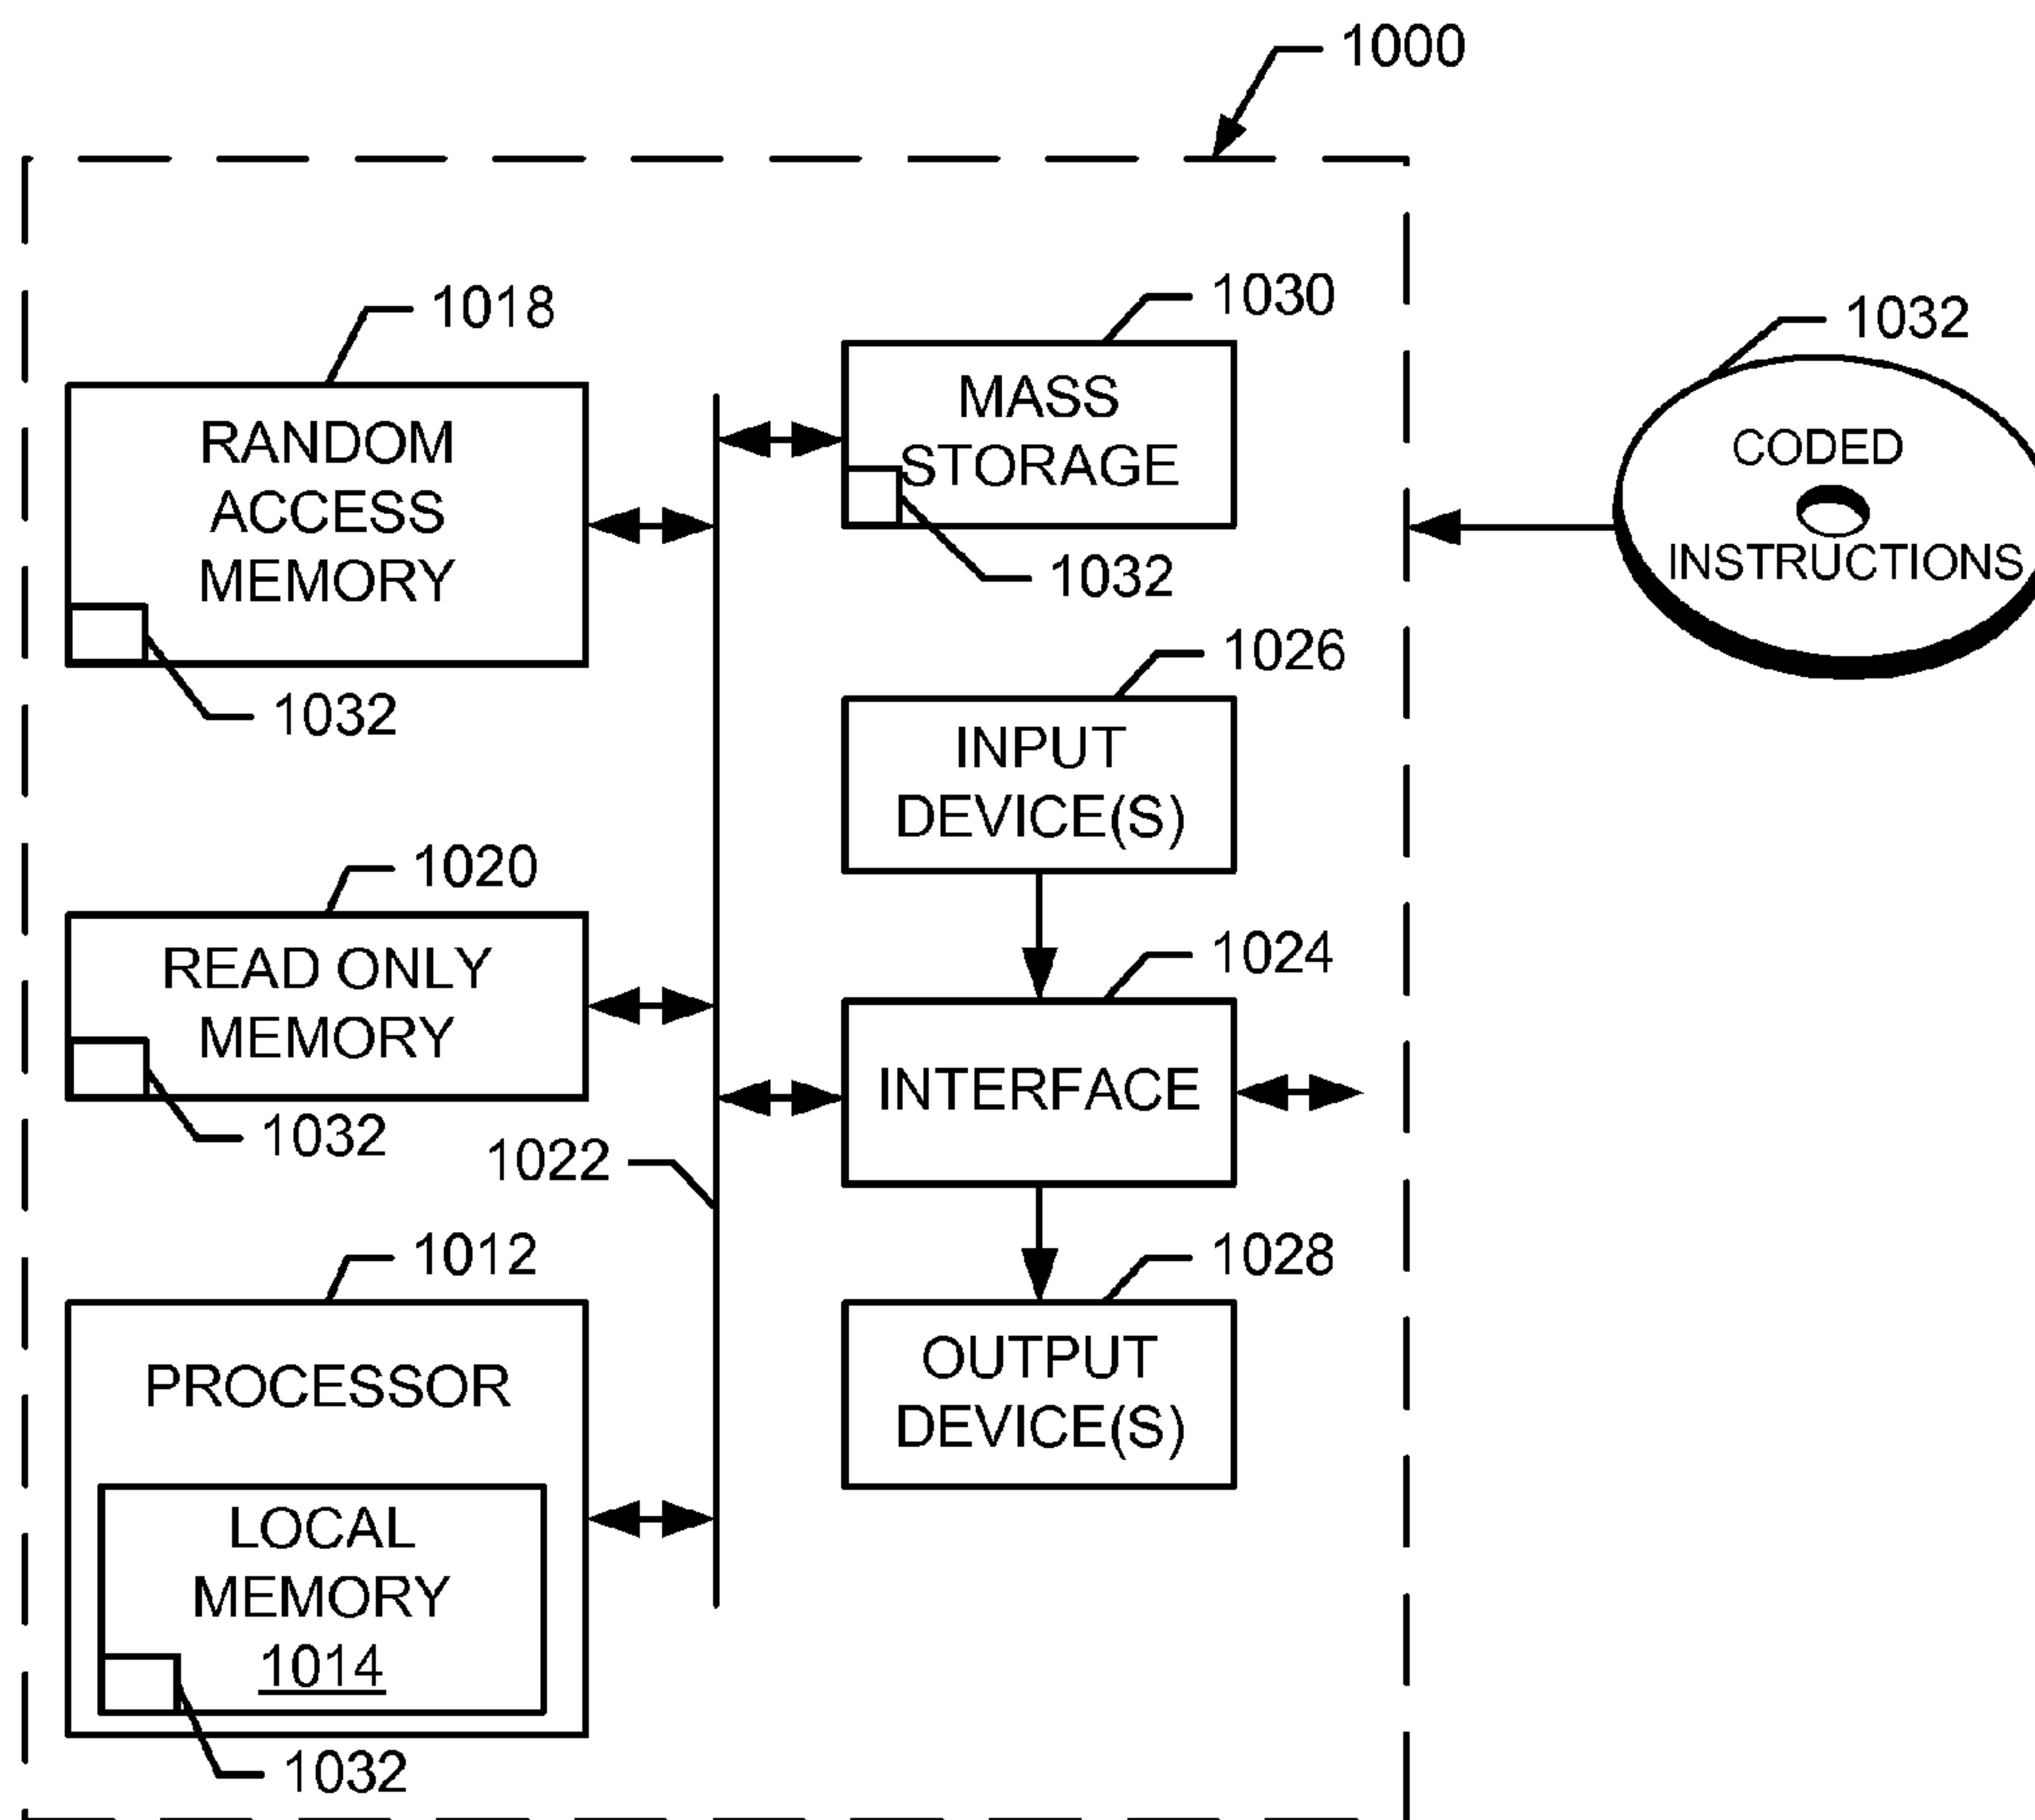 1000
1018
RANDOM
ACCESS
MEMORY
1032
1030
MASS
STORAGE
1032
1032
CODED
INSTRUCTIONS
1026
INPUT
DEVICE(S)
1020
READ ONLY
MEMORY
1032
1024
INTERFACE
1022
1012
PROCESSOR
LOCAL
MEMORY
1014
1032
1028
OUTPUT
DEVICE(S)